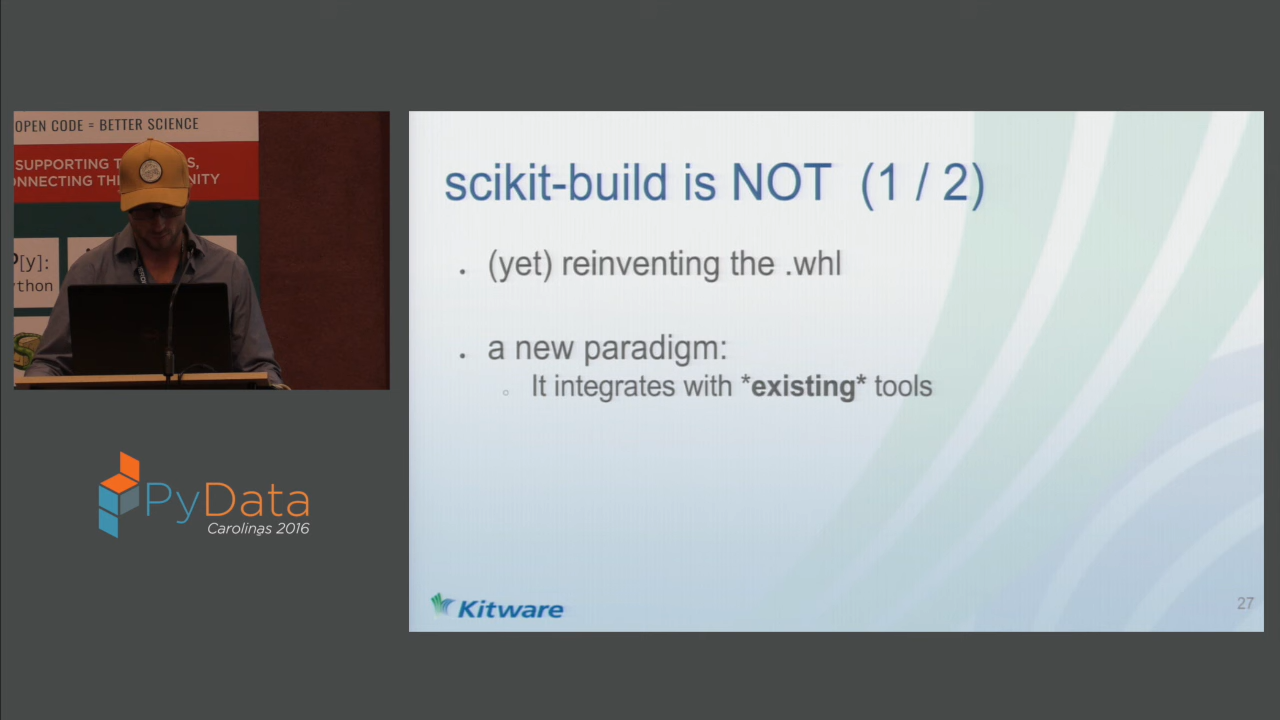 OPEN CODE = BETTER SCIENCE
SUPPORTING T S,
NNECTING TH NITY
P[y]:
thon
PyData
Carolinas 2016
scikit-build is NOT (1 / 2)
. (yet) reinventing the .whl
. a new paradigm:
○ It integrates with *existing* tools
Kitware
27